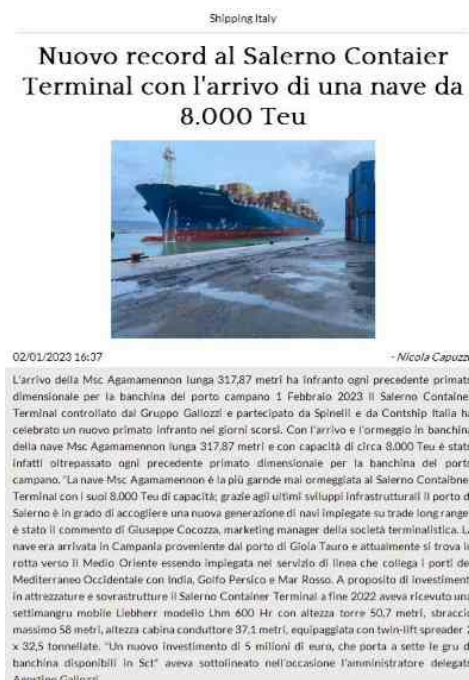 Shipping Italy
Nuovo record al Salerno Contaier
Terminal con l'arrivo di una nave da
8.000 Teu
02/01/2023 16:37
- Nicola Capuzzi
L'arrivo della Msc Agamamennon lunga 317,87 metri ha infranto ogni precedente primato
dimensionale per la banchina del porto campano 1 Febbraio 2023 Il Salerno Container
Terminal controllato dal Gruppo Gallozzi e partecipato da Spinelli e da Contship Italia ha
celebrato un nuovo primato infranto nei giorni scorsi. Con l'arrivo e l'ormeggio in banchina
della nave Msc Agamamennon lunga 317,87 metri e con capacità di circa 8.000 Teu è stato
infatti oltrepassato ogni precedente primato dimensionale per la banchina del porto
campano. "La nave Msc Agamamennon è la più garnde mai ormeggiata al Salerno Contaibner
Terminal con i suoi 8.000 Teu di capacità; grazie agli ultimi sviluppi infrastrutturali il porto di
Salerno è in grado di accogliere una nuova generazione di navi impiegate su trade long range"
è stato il commento di Giuseppe Cocozza, marketing manager della società terminalistica. La
nave era arrivata in Campania proveniente dal porto di Gioia Tauro e attualmente si trova in
rotta verso il Medio Oriente essendo impiegata nel servizio di linea che collega i porti del
Mediterraneo Occidentale con India, Golfo Persico e Mar Rosso. A proposito di investimenti
in attrezzature e sovrastrutture il Salerno Container Terminal a fine 2022 aveva ricevuto una
settimangru mobile Liebherr modello Lhm 600 Hr con altezza torre 50,7 metri, sbraccio
massimo 58 metri, altezza cabina conduttore 37,1 metri, equipaggiata con twin-lift spreader 2
x 32,5 tonnellate. "Un nuovo investimento di 5 milioni di euro, che porta a sette le gru di
banchina disponibili in Sct" aveva sottolineato nell'occasione l'amministratore delegato
Agostino Gallozzi.